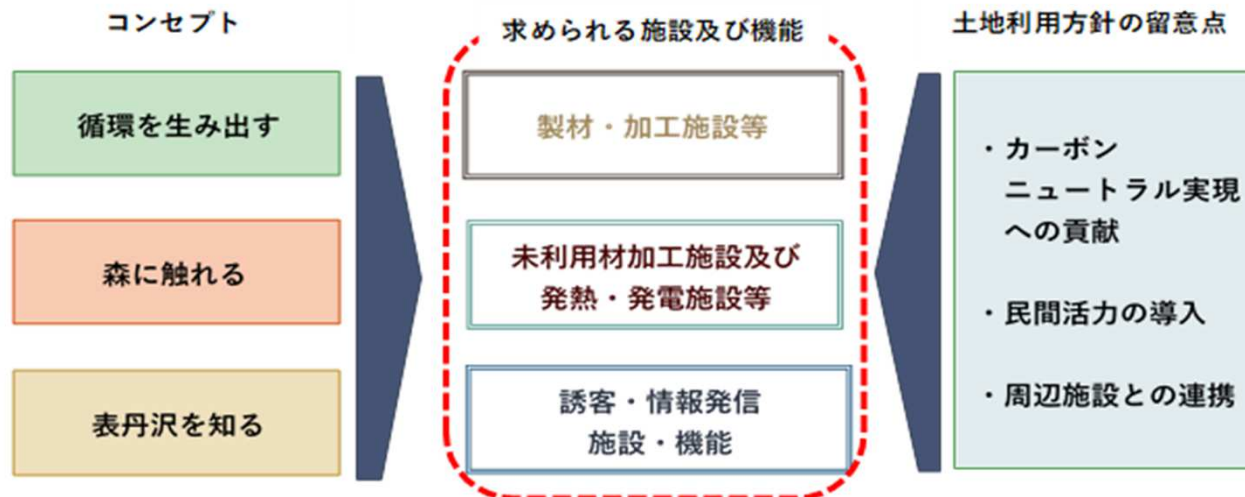 コンセプト
循環を生み出す
森に触れる
表丹沢を知る
求められる施設及び機能
製材・加工施設等
未利用材加工施設及び
発熱・発電施設等
誘客・情報発信
施設・機能
土地利用方針の留意点
・カーボン
ニュートラル実現
への貢献
・民間活力の導入
・周辺施設との連携